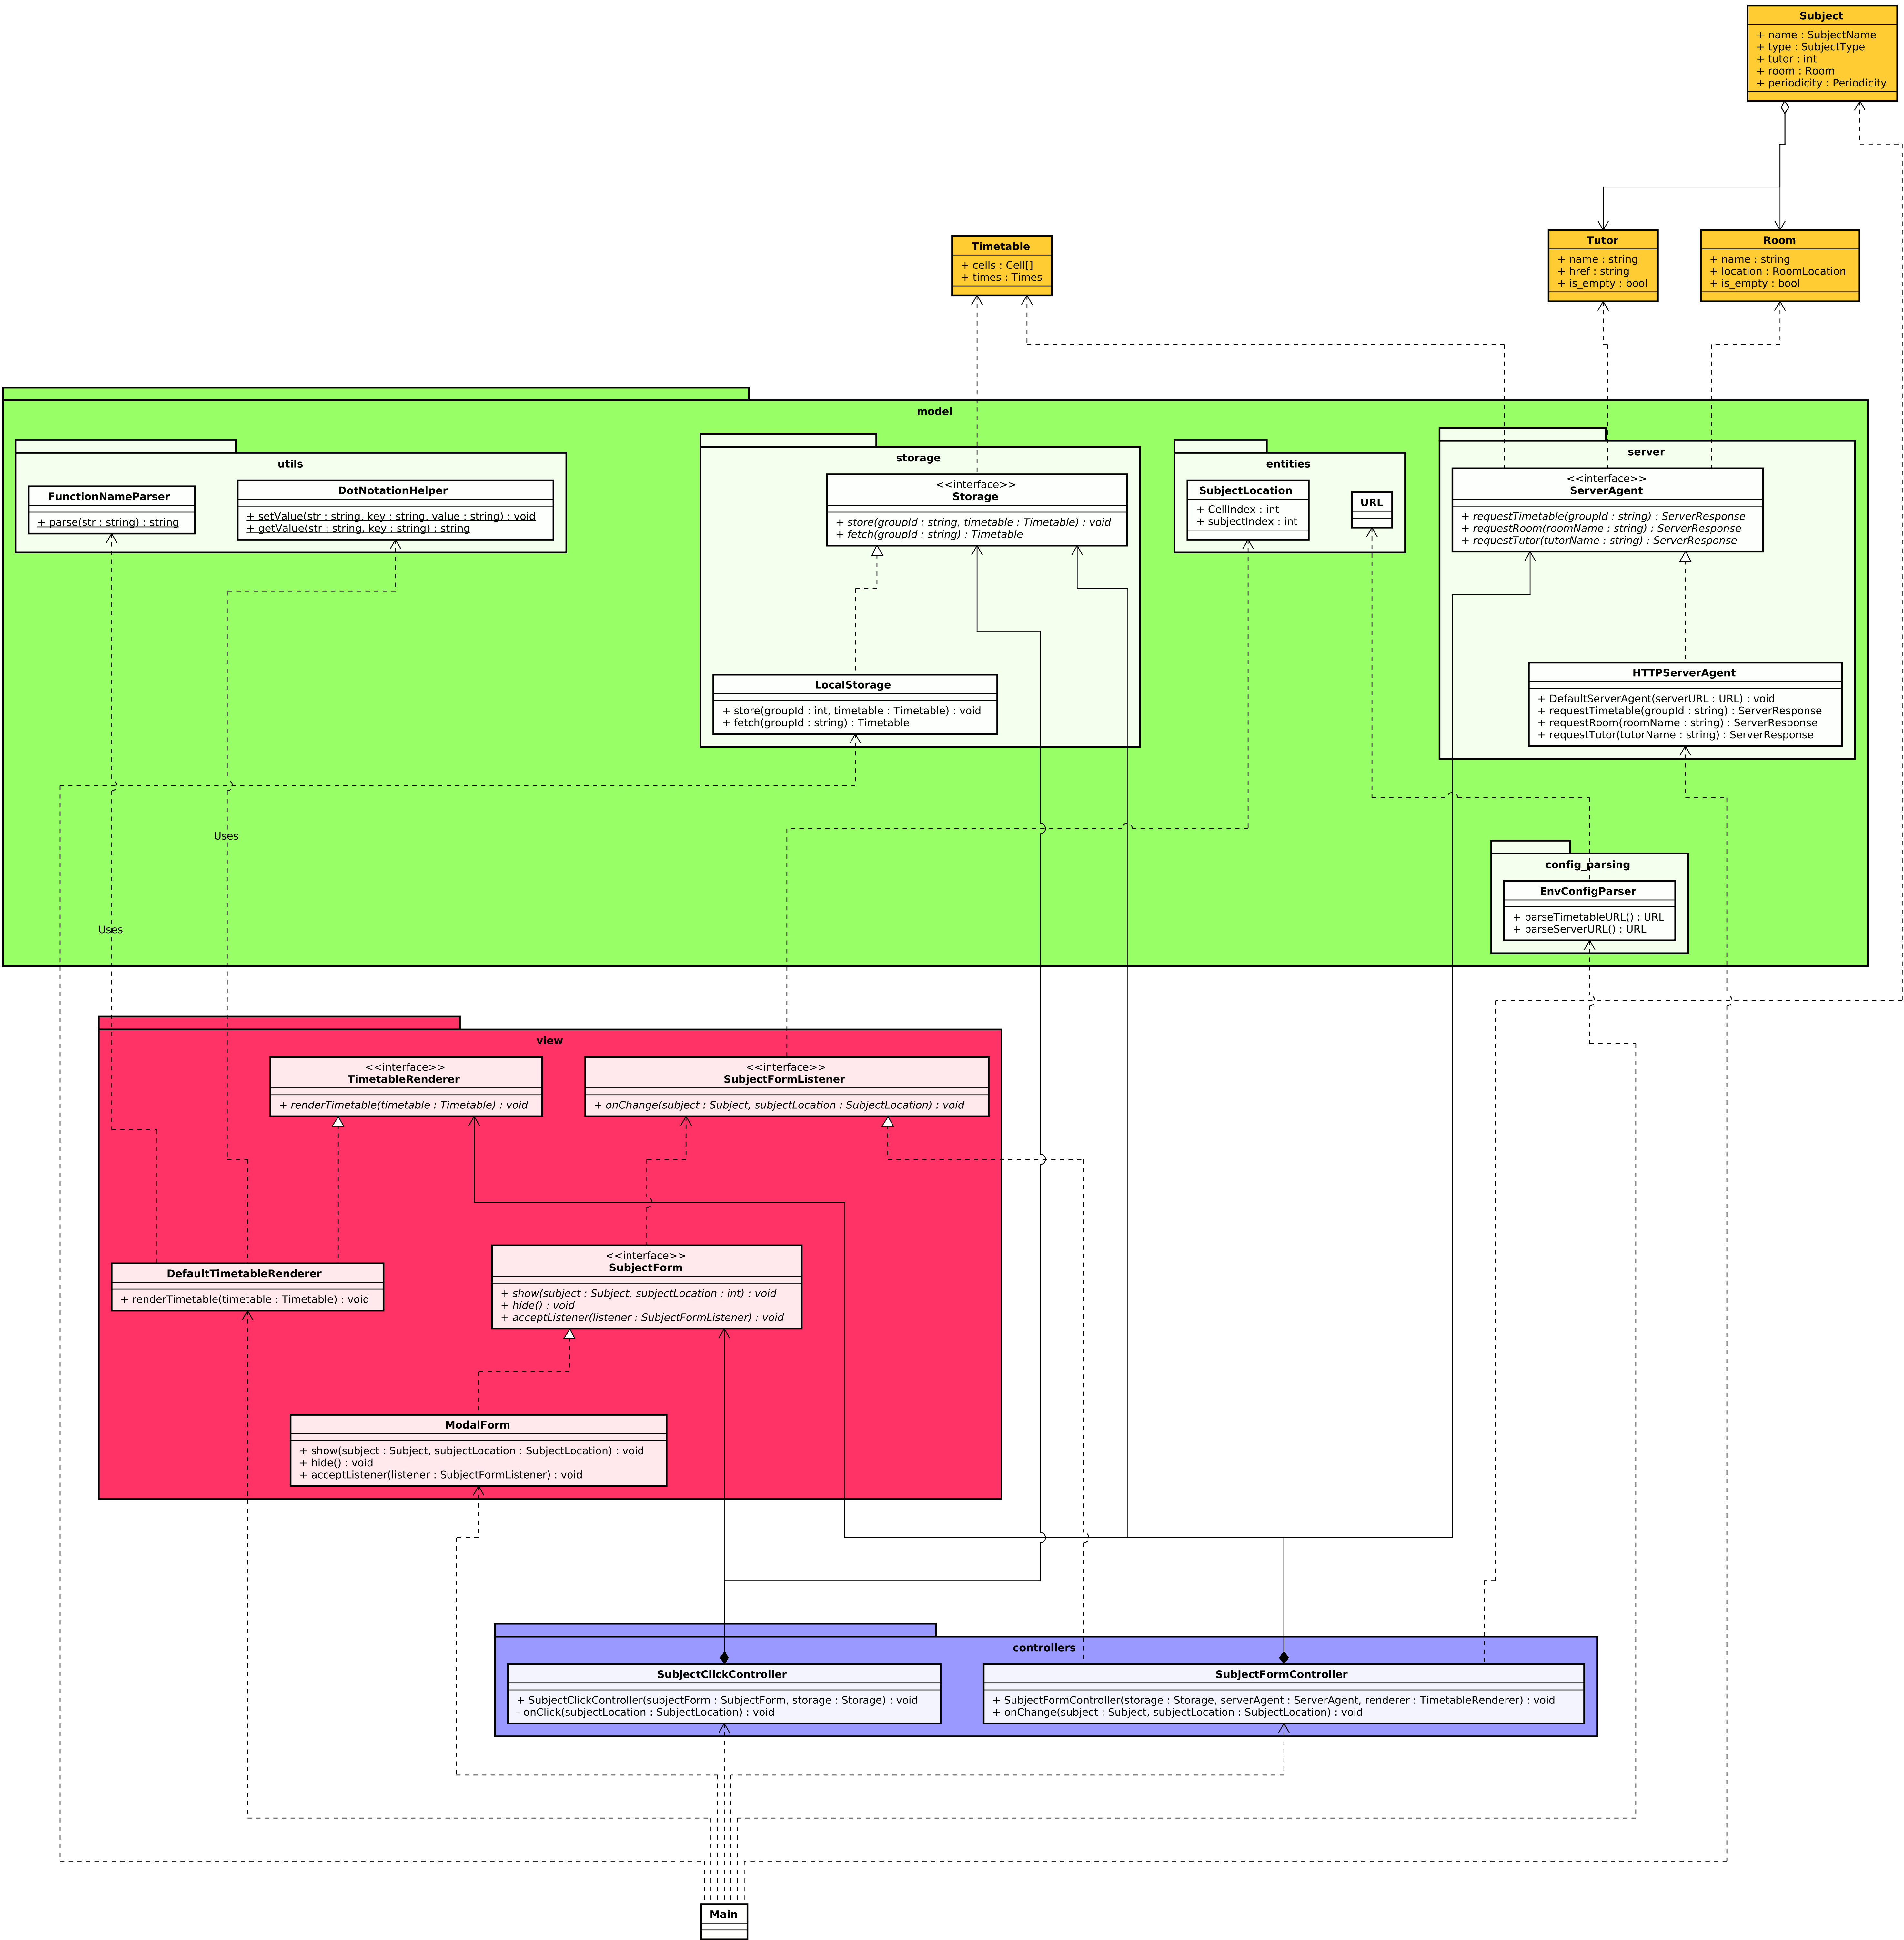 Subject
+ name : SubjectName
+ type : SubjectType
+ tutor : int
+ room : Room
+ periodicity : Periodicity
Timetable
+ cells : Cell[]
+ times : Times
Tutor
+ name : string
+ href : string
+ is_empty : bool
Room
+ name : string
+ location : RoomLocation
+ is_empty : bool
model
utils
FunctionNameParser
+ parse(str : string) : string
DotNotationHelper
+ setValue(str : string, key : string, value : string) : void
+ getValue(str : string, key : string) : string
storage
<<interface>>
Storage
+ store(groupId : string, timetable : Timetable) : void
+ fetch(groupId : string) : Timetable
LocalStorage
+ store(groupId : int, timetable : Timetable) : void
+ fetch(groupId : string) : Timetable
entities
SubjectLocation
+ CellIndex : int
+ subjectIndex : int
URL
server
<<interface>>
ServerAgent
+ requestTimetable(groupId : string) : ServerResponse
+ requestRoom(roomName : string) : ServerResponse
+ requestTutor(tutorName : string) : ServerResponse
HTTPServerAgent
+ DefaultServerAgent(serverURL : URL) : void
+ requestTimetable(groupId : string) : ServerResponse
+ requestRoom(roomName : string) : ServerResponse
+ requestTutor(tutorName : string) : ServerResponse
Uses
Uses
config_parsing
EnvConfigParser
+ parseTimetableURL() : URL
+ parseServerURL() : URL
view
<<interface>>
TimetableRenderer
+ renderTimetable(timetable : Timetable) : void
<<interface>>
SubjectFormListener
+ onChange(subject : Subject, subjectLocation : SubjectLocation) : void
DefaultTimetableRenderer
+ renderTimetable(timetable : Timetable) : void
<<interface>>
SubjectForm
+ show(subject : Subject, subjectLocation : int) : void
+ hide() : void
+ acceptListener(listener : SubjectFormListener) : void
ModalForm
+ show(subject : Subject, subjectLocation : SubjectLocation) : void
+ hide() : void
+ acceptListener(listener : SubjectFormListener) : void
controllers
SubjectClickController
+ SubjectClickController(subjectForm : SubjectForm, storage : Storage) : void
- onClick(subjectLocation : SubjectLocation) : void
SubjectFormController
+ SubjectFormController(storage : Storage, serverAgent : ServerAgent, renderer : TimetableRenderer) : void
+ onChange(subject : Subject, subjectLocation : SubjectLocation) : void
Main